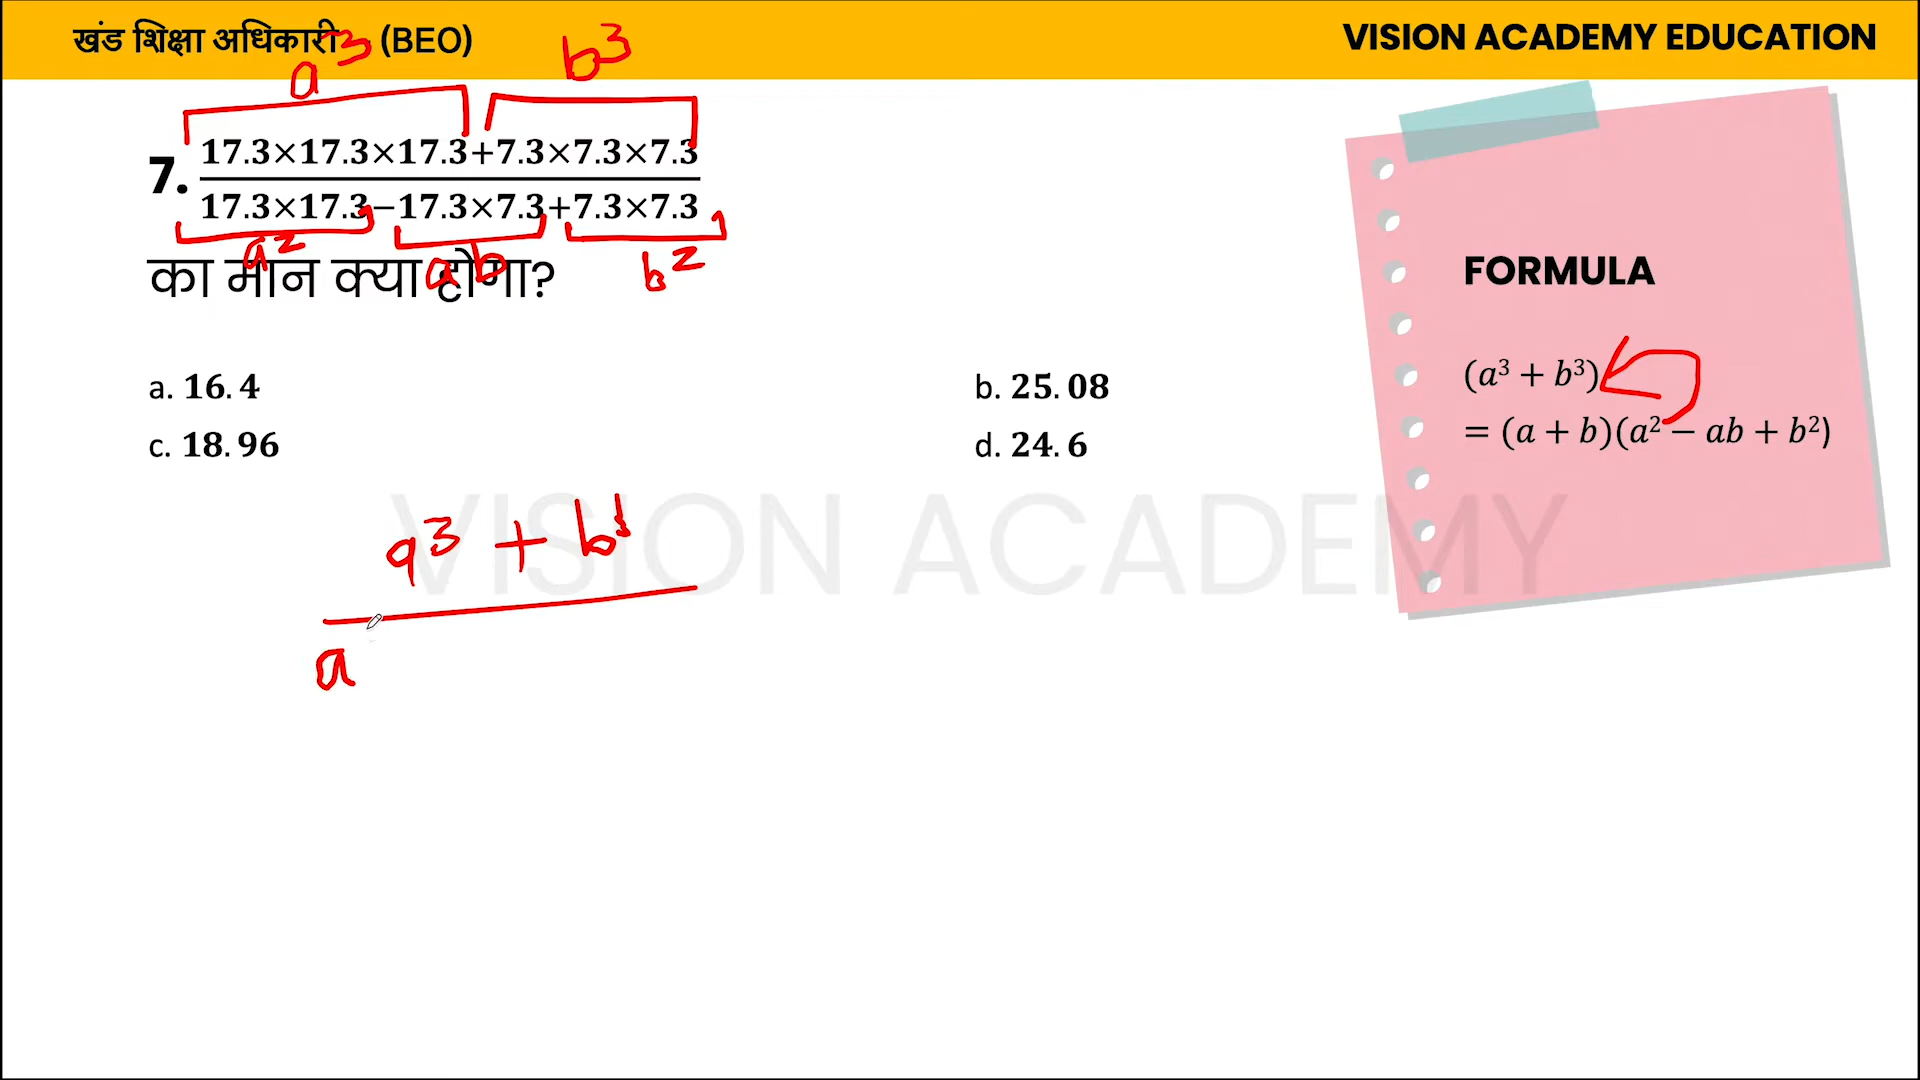 खंड शिक्षा अधिकारी (BEO)
VISION ACADEMY EDUCATION
a³ b³
7. 17.3×17.3×17.3+7.3×7.3×7.3
17.3×17.3−17.3×7.3+7.3×7.3
a² ab b²
का मान क्या होगा?
a. 16.4
b. 25.08
c. 18.96
d. 24.6
FORMULA
(a³ + b³)
= (a + b)(a² − ab + b²)
VISION ACADEMY
a³ + b
a